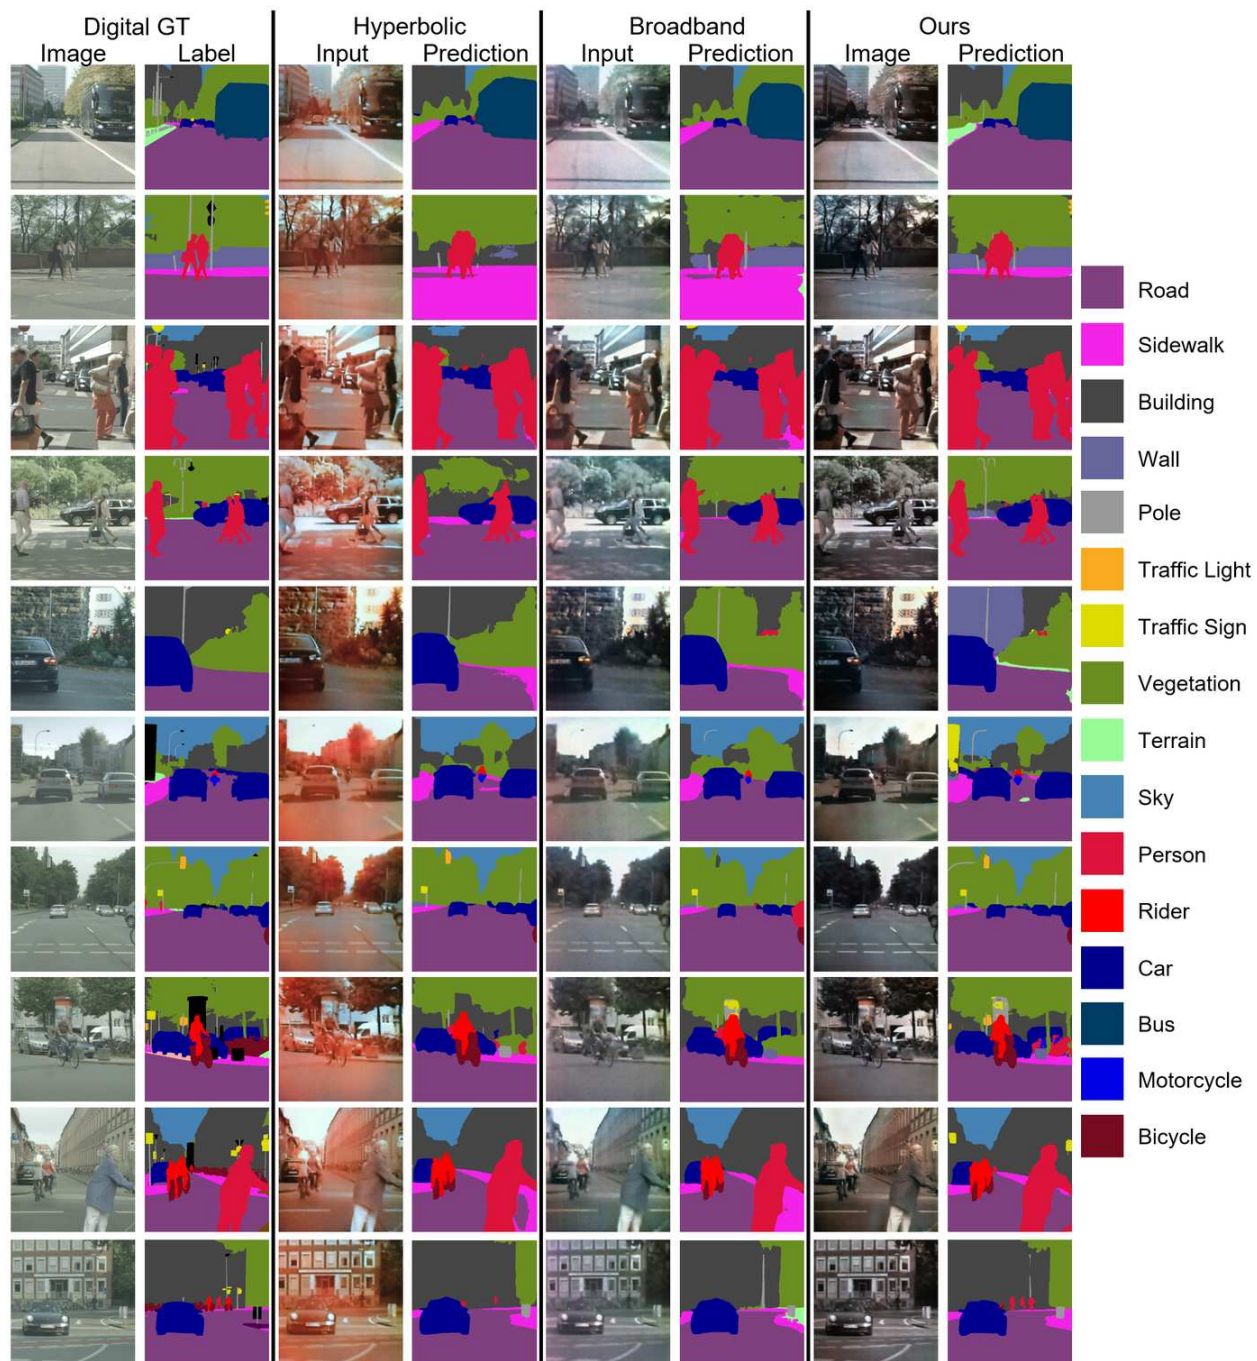 Digital GT Hyperbolic Broadband Ours
Image Label Input Prediction Input Prediction Image Prediction
Road
Sidewalk
Building
Wall
Pole
Traffic Light
Traffic Sign
Vegetation
Terrain
Sky
Person
Rider
Car
Bus
Motorcycle
Bicycle